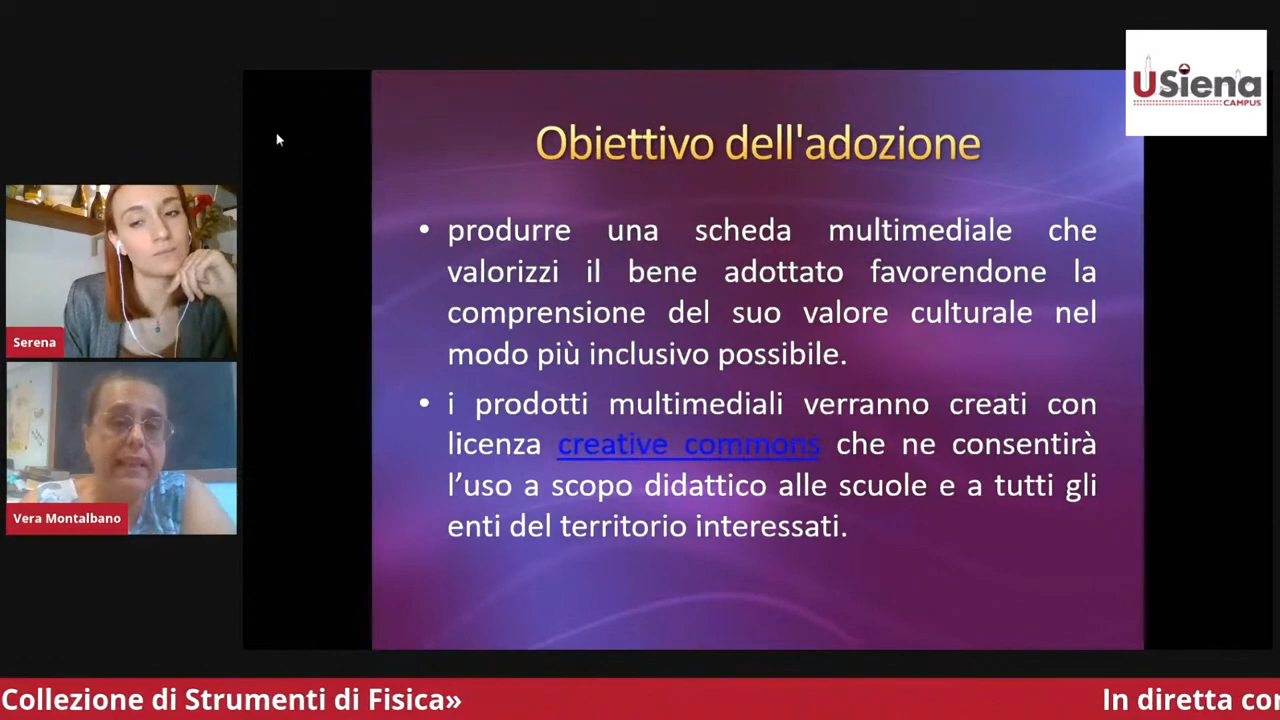 USiena
CAMPUS
Obiettivo dell'adozione
• produrre una scheda multimediale che
valorizzi il bene adottato favorendone la
comprensione del suo valore culturale nel
modo più inclusivo possibile.
• i prodotti multimediali verranno creati con
licenza creative commons che ne consentirà
l’uso a scopo didattico alle scuole e a tutti gli
enti del territorio interessati.
Serena
Vera Montalbano
Collezione di Strumenti di Fisica»
In diretta con